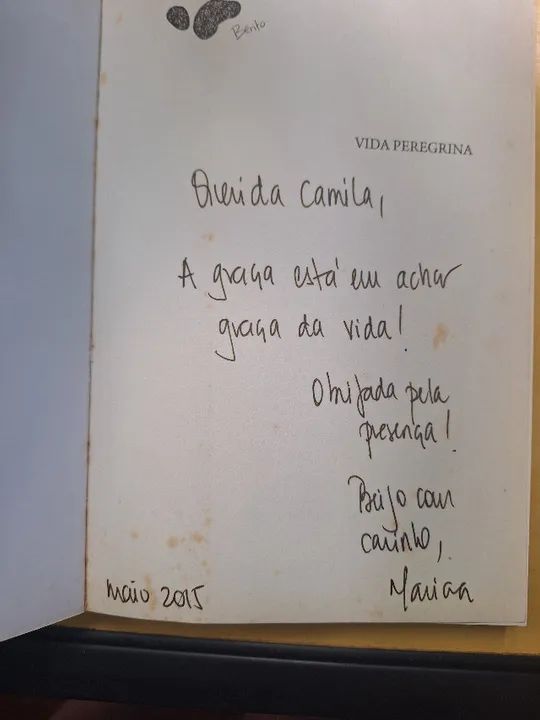 Bento
VIDA PEREGRINA
Querida Camila,
A graça está em achar
graça da vida!
Obrigada pela
presença!
Beijo com
carinho,
Mariana
maio 2015